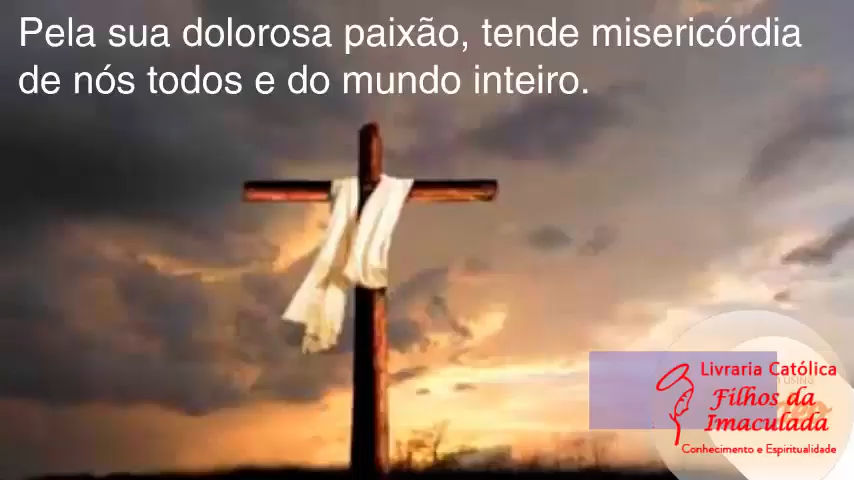 Pela sua dolorosa paixão, tende misericórdia
de nós todos e do mundo inteiro.
Livraria Católica
Filhos da
Imaculada
Conhecimento e Espiritualidade